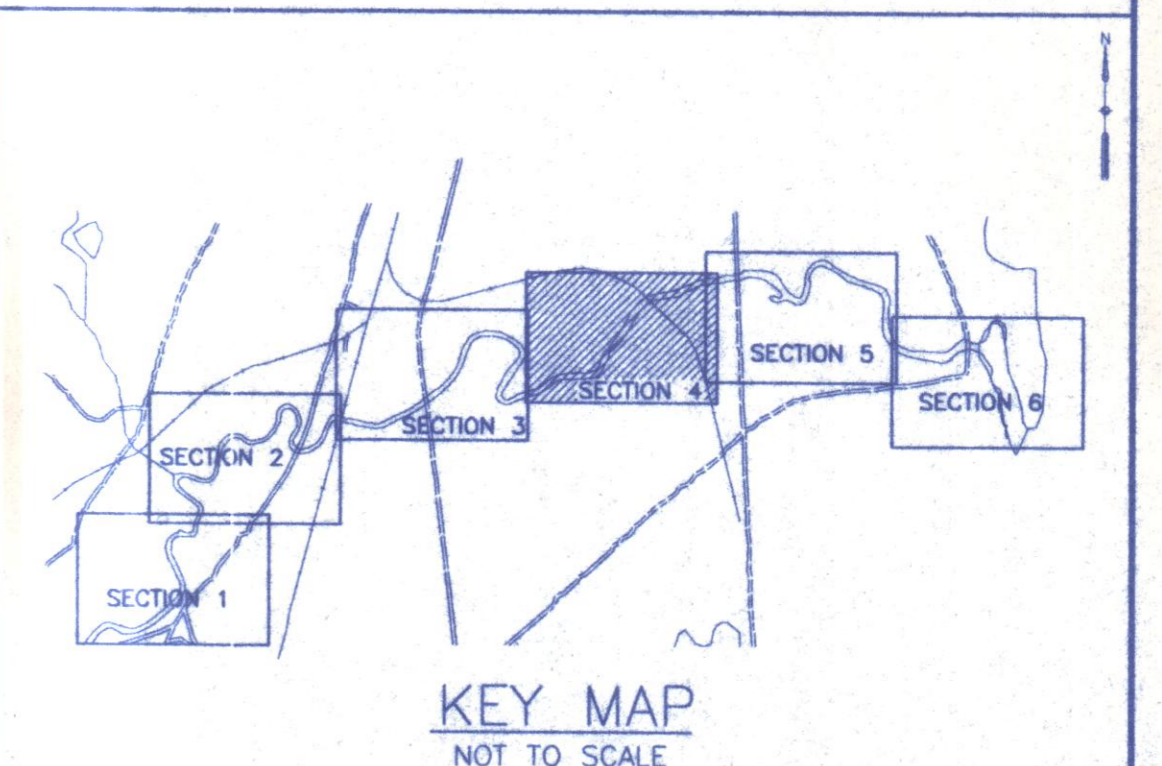 N
SECTION 5
SECTION 4
SECTION 6
SECTION 3
SECTION 2
SECTION 1
KEY MAP
NOT TO SCALE